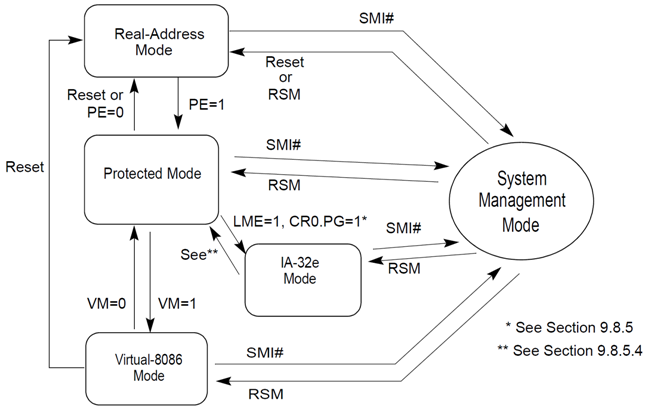 SMI#
Real-Address
Mode
Reset
or
RSM
Reset or
PE=0
PE=1
SMI#
Reset
Protected Mode
RSM
System
Management
Mode
LME=1, CR0.PG=1*
SMI#
See**
IA-32e
Mode
RSM
VM=0
VM=1
* See Section 9.8.5
** See Section 9.8.5.4
Virtual-8086
Mode
SMI#
RSM